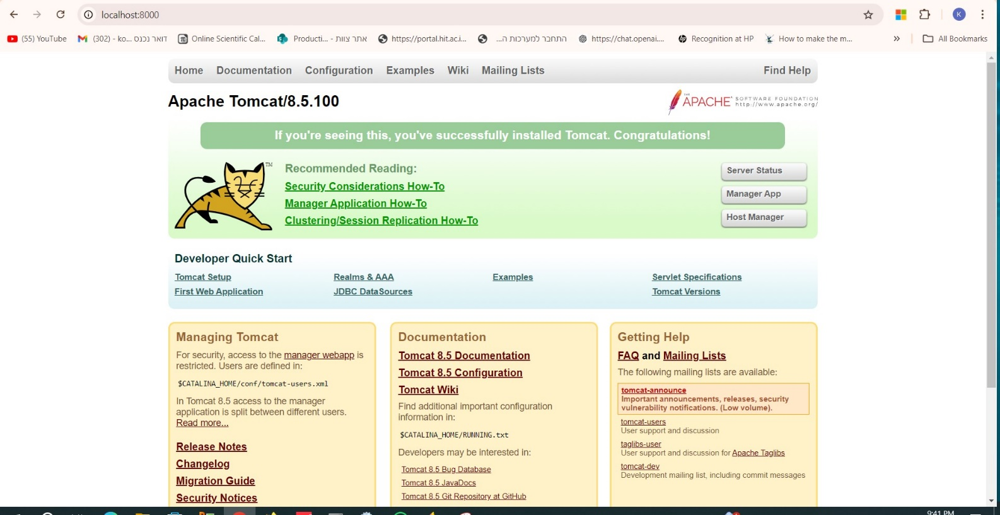 localhost:8000
K
(55) YouTube
דואר נכנס (302) - ko...
Online Scientific Cal...
אתר צוות - Producti...
https://portal.hit.ac.i...
התחבר למערכות ה...
https://chat.openai....
Recognition at HP
How to make the m...
All Bookmarks
Home Documentation Configuration Examples Wiki Mailing Lists Find Help
Apache Tomcat/8.5.100
THE APACHE SOFTWARE FOUNDATION
http://www.apache.org/
If you're seeing this, you've successfully installed Tomcat. Congratulations!
TM
Recommended Reading:
Security Considerations How-To
Manager Application How-To
Clustering/Session Replication How-To
Server Status
Manager App
Host Manager
Developer Quick Start
Tomcat Setup
First Web Application
Realms & AAA
JDBC DataSources
Examples
Servlet Specifications
Tomcat Versions
Managing Tomcat
For security, access to the manager webapp is
restricted. Users are defined in:
$CATALINA_HOME/conf/tomcat-users.xml
In Tomcat 8.5 access to the manager
application is split between different users.
Read more...
Release Notes
Changelog
Migration Guide
Security Notices
Documentation
Tomcat 8.5 Documentation
Tomcat 8.5 Configuration
Tomcat Wiki
Find additional important configuration
information in:
$CATALINA_HOME/RUNNING.txt
Developers may be interested in:
Tomcat 8.5 Bug Database
Tomcat 8.5 JavaDocs
Tomcat 8.5 Git Repository at GitHub
Getting Help
FAQ and Mailing Lists
The following mailing lists are available:
tomcat-announce
Important announcements, releases, security
vulnerability notifications. (Low volume).
tomcat-users
User support and discussion
taglibs-user
User support and discussion for Apache Taglibs
tomcat-dev
Development mailing list, including commit messages
9:41 PM